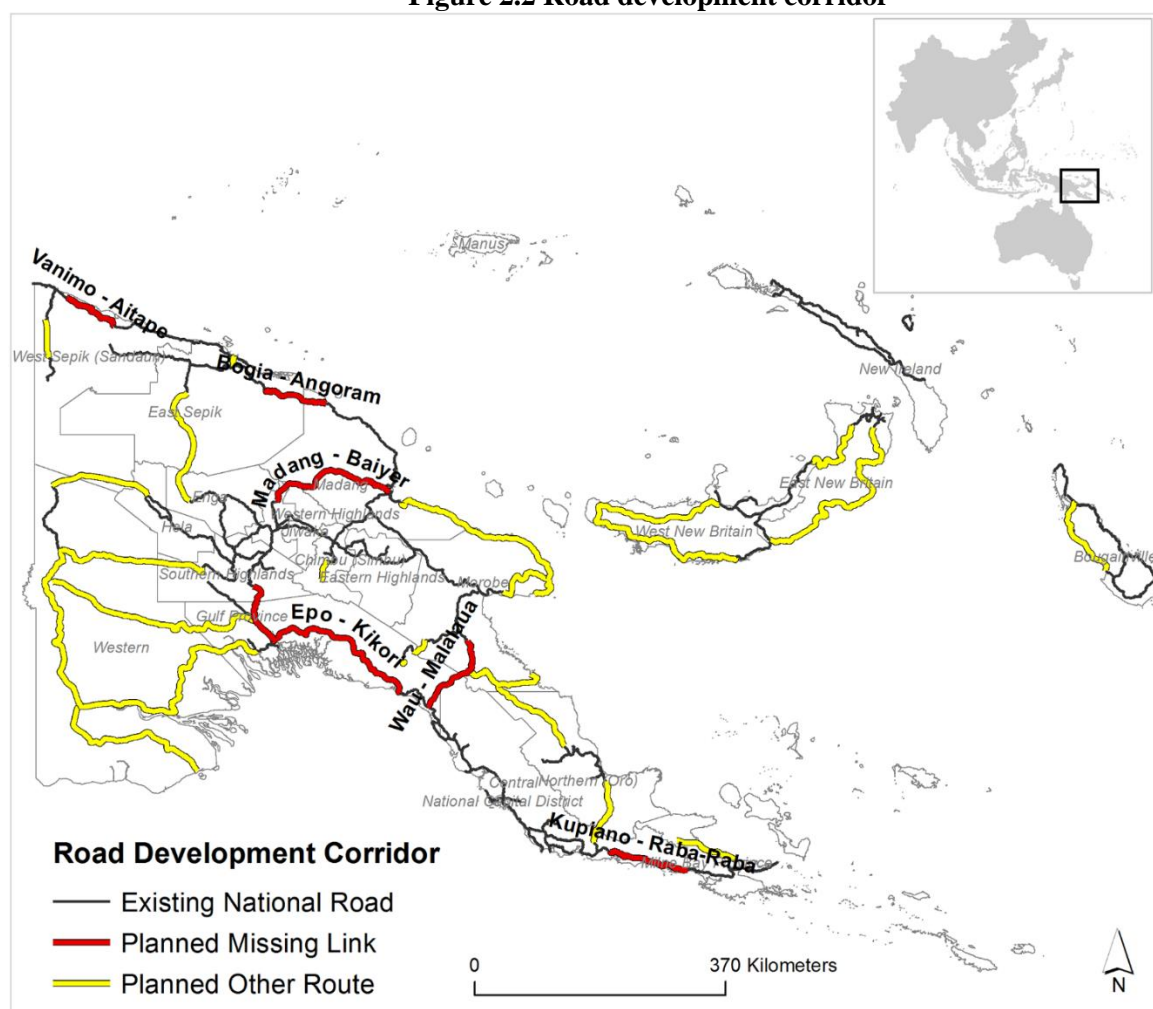 Figure 2.2 Road development corridor
Manus
Vanimo - Aitape
West Sepik (Sandaun)
Bogia - Angoram
New Ireland
East Sepik
Madang - Baiyer
Madang
East New Britain
Enga
Western Highlands
Hela
Jiwaka
West New Britain
Chimbu (Simbu)
Bougainville
Southern Highlands
Eastern Highlands
Morobe
Gulf Province
Epo - Kikori
Western
Wau - Malalaua
Central
Northern (Oro)
National Capital District
Kupiano - Raba-Raba
Milne Bay Province
Road Development Corridor
Existing National Road
Planned Missing Link
Planned Other Route
0
370 Kilometers
N